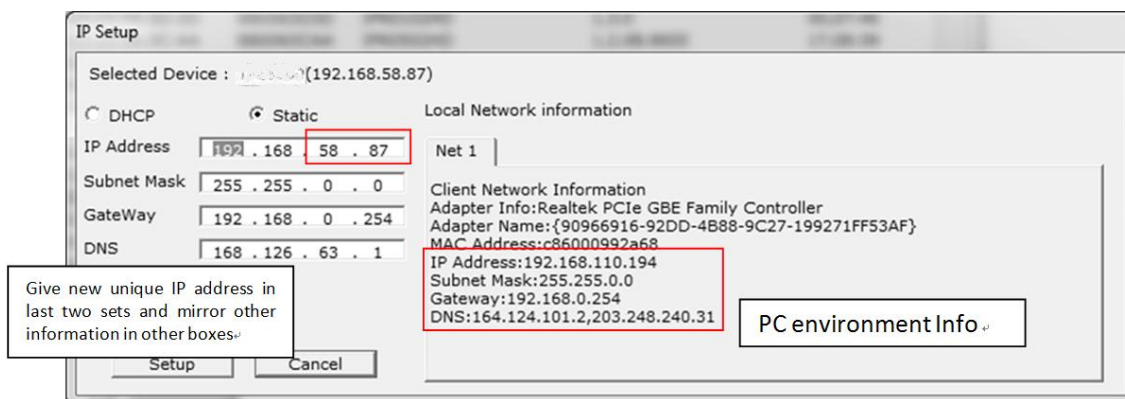 IP Setup
Selected Device : (192.168.58.87)
DHCP Static
IP Address 192 . 168 . 58 . 87
Subnet Mask 255 . 255 . 0 . 0
GateWay 192 . 168 . 0 . 254
DNS 168 . 126 . 63 . 1
Give new unique IP address in
last two sets and mirror other
information in other boxes
Setup Cancel
Local Network information
Net 1
Client Network Information
Adapter Info:Realtek PCIe GBE Family Controller
Adapter Name:{90966916-92DD-4B88-9C27-199271FF53AF}
MAC Address:c86000992a68
IP Address:192.168.110.194
Subnet Mask:255.255.0.0
Gateway:192.168.0.254
DNS:164.124.101.2,203.248.240.31
PC environment Info